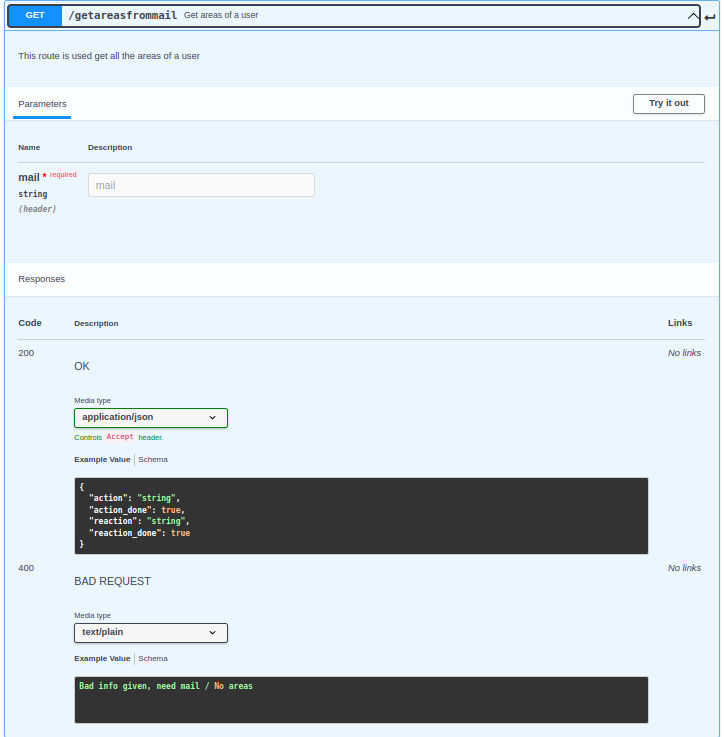 GET /getareasfrommail Get areas of a user
This route is used get all the areas of a user
Parameters Try it out
Name Description
mail * required mail
string
(header)
Responses
Code Description Links
200 No links
OK
Media type
application/json
Controls Accept header.
Example Value Schema
{
"action": "string",
"action_done": true,
"reaction": "string",
"reaction_done": true
}
400 No links
BAD REQUEST
Media type
text/plain
Example Value Schema
Bad info given, need mail / No areas